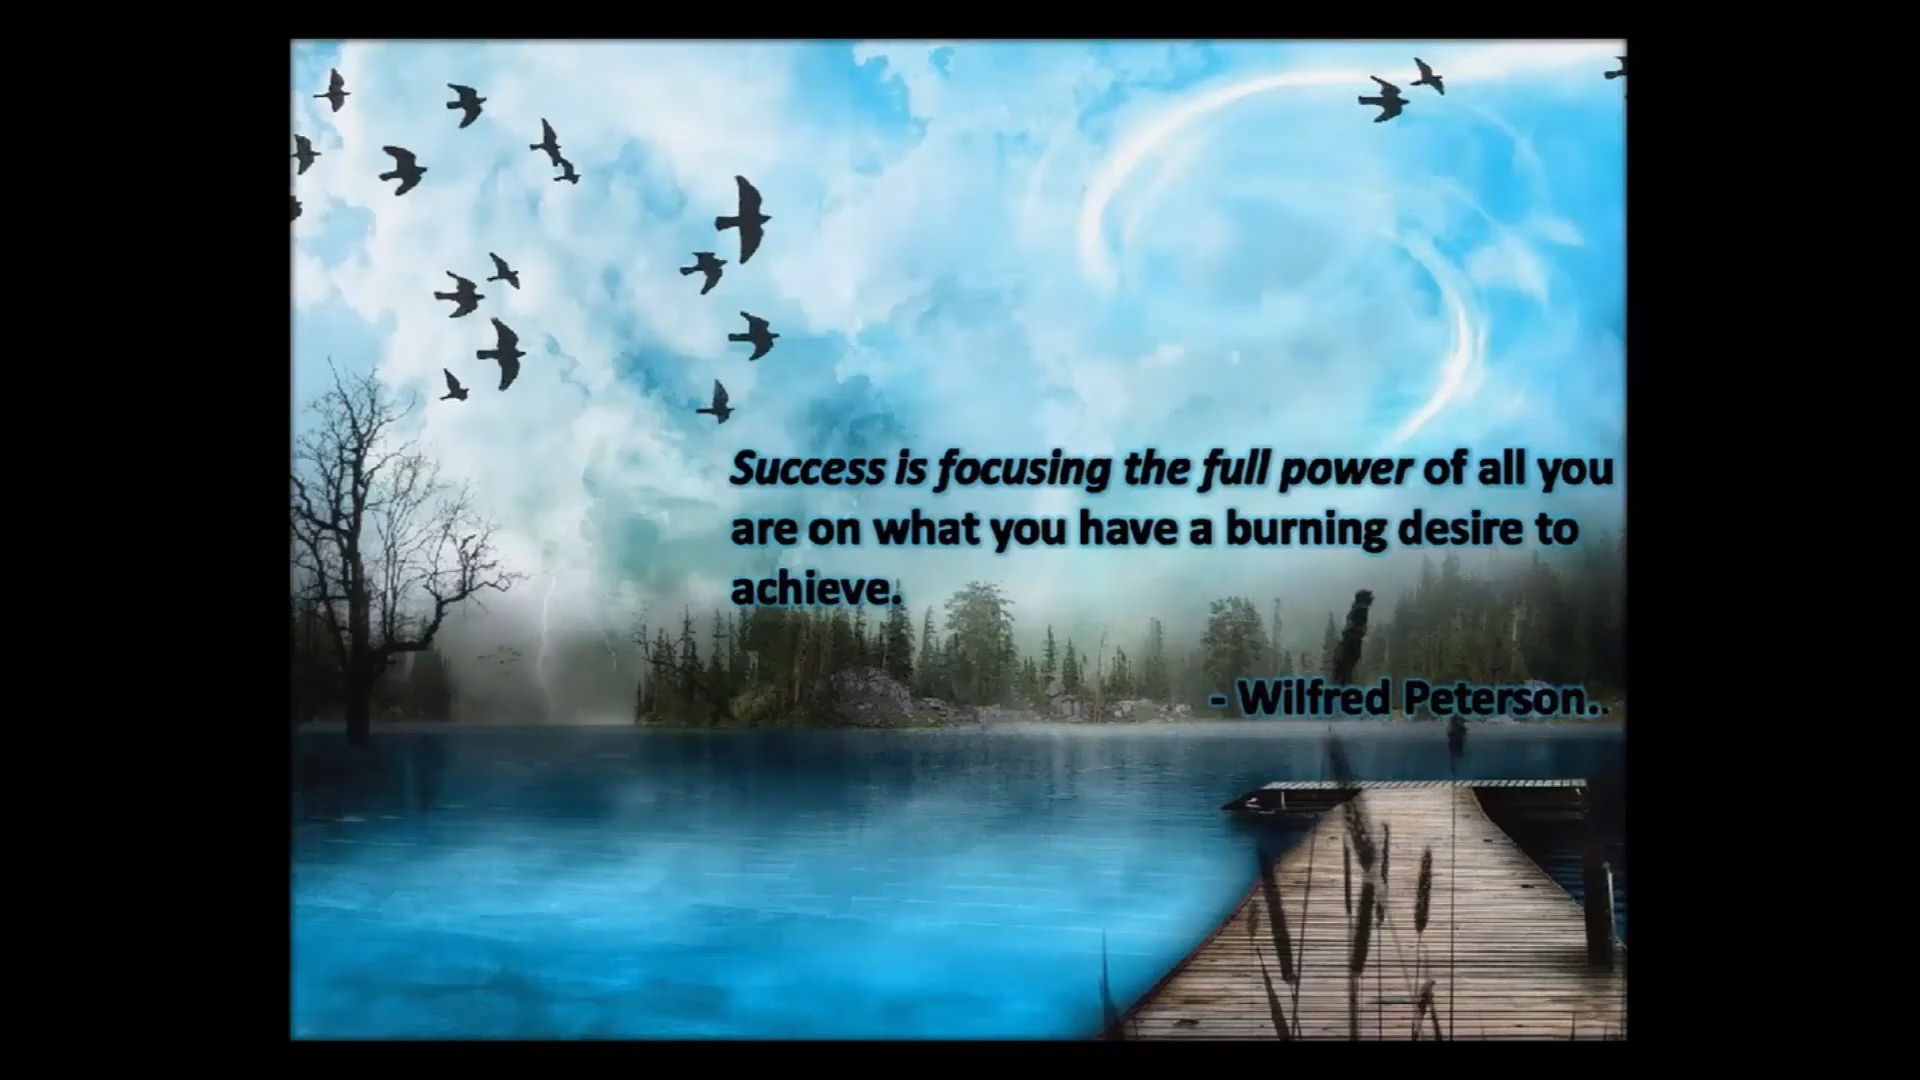 Success is focusing the full power of all you
are on what you have a burning desire to
achieve.
- Wilfred Peterson..